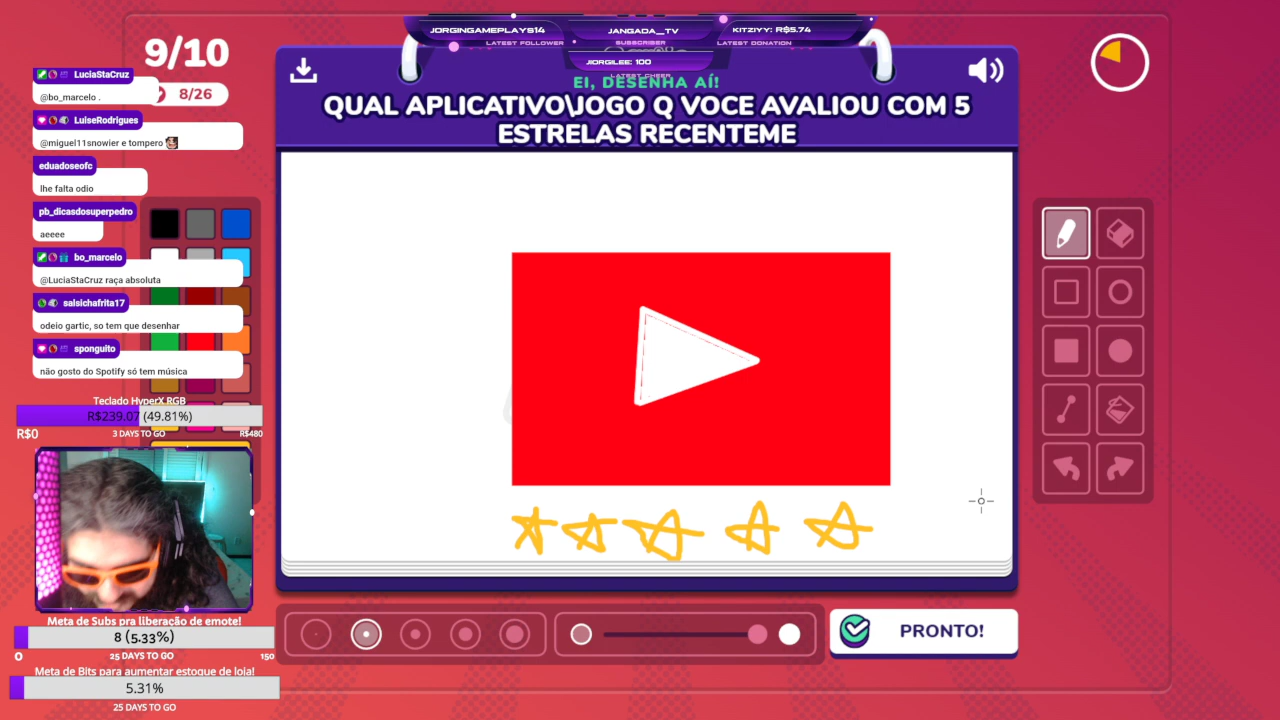 JORGINGAMEPLAYS14
LATEST FOLLOWER
JANGADA_TV
SUBSCRIBER
KITZIYY: R$5.74
LATEST DONATION
JIORGILEE: 100
LATEST CHEER
9/10
8/26
EI, DESENHA AÍ!
QUAL APLICATIVO\JOGO Q VOCE AVALIOU COM 5
ESTRELAS RECENTEME
LuciaStaCruz
@bo_marcelo .
LuiseRodrigues
@miguel11snowier e tompero
eduadoseofc
lhe falta odio
pb_dicasdosuperpedro
aeeee
bo_marcelo
@LuciaStaCruz raça absoluta
salsichafrita17
odeio gartic, so tem que desenhar
sponguito
não gosto do Spotify só tem música
Teclado HyperX RGB
R$239.07 (49.81%)
R$0
3 DAYS TO GO
R$480
Meta de Subs pra liberação de emote!
8 (5.33%)
0
25 DAYS TO GO
150
Meta de Bits para aumentar estoque de loja!
5.31%
25 DAYS TO GO
PRONTO!